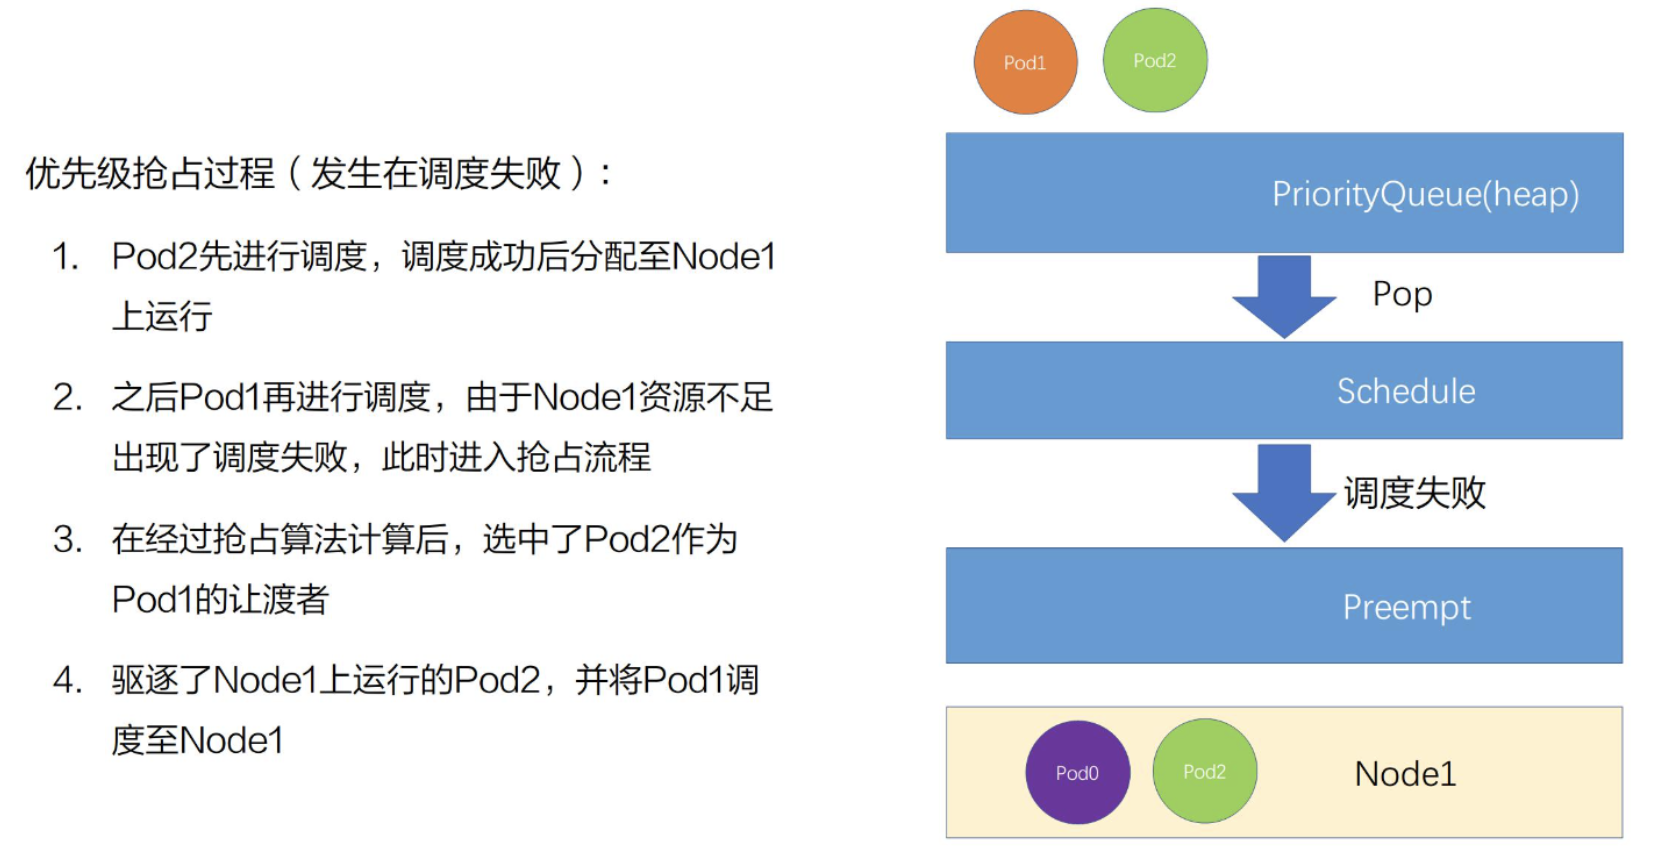 优先级抢占过程（发生在调度失败）：
1. Pod2先进行调度，调度成功后分配至Node1
上运行
2. 之后Pod1再进行调度，由于Node1资源不足
出现了调度失败，此时进入抢占流程
3. 在经过抢占算法计算后，选中了Pod2作为
Pod1的让渡者
4. 驱逐了Node1上运行的Pod2，并将Pod1调
度至Node1
Pod1
Pod2
PriorityQueue(heap)
Pop
Schedule
调度失败
Preempt
Pod0
Pod2
Node1